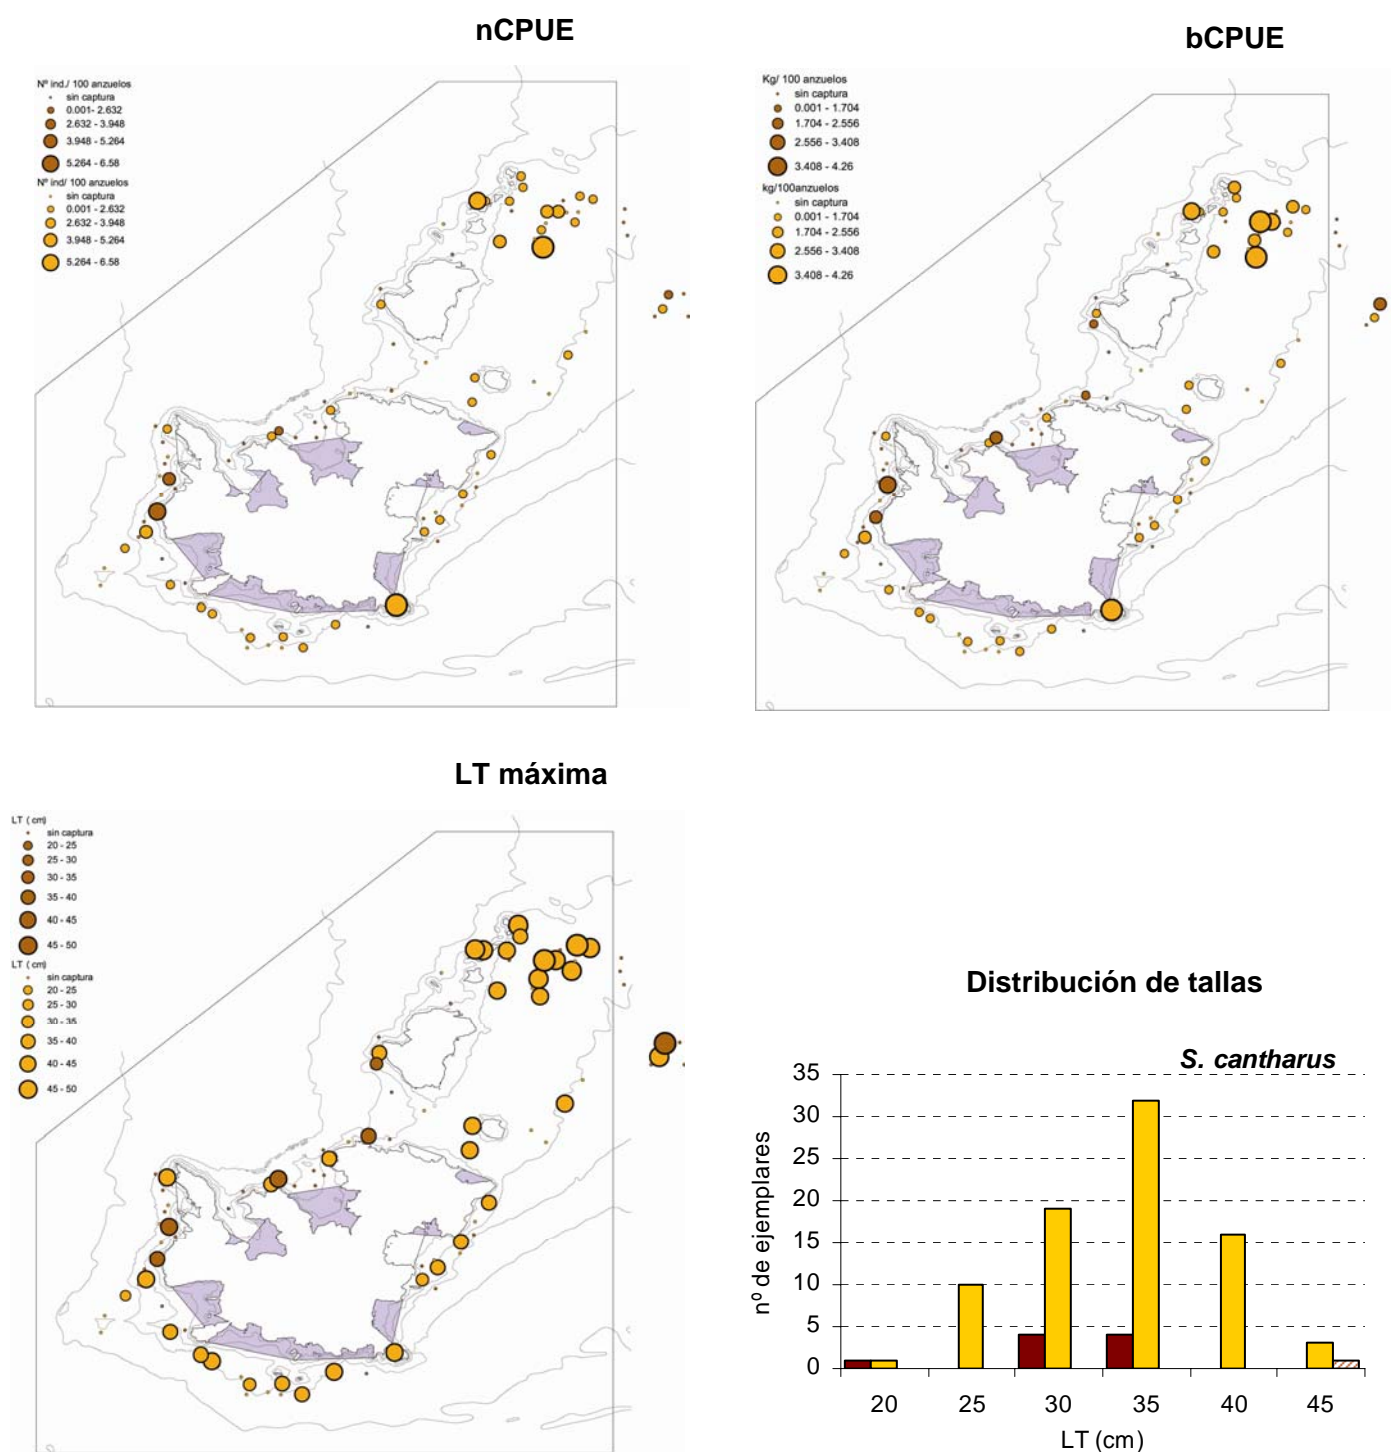 nCPUE
Nº ind./ 100 anzuelos
sin captura
0.001- 2.632
2.632 - 3.948
3.948 - 5.264
5.264 - 6.58
Nº ind/ 100 anzuelos
sin captura
0.001 - 2.632
2.632 - 3.948
3.948 - 5.264
5.264 - 6.58
bCPUE
Kg/ 100 anzuelos
sin captura
0.001 - 1.704
1.704 - 2.556
2.556 - 3.408
3.408 - 4.26
kg/100anzuelos
sin captura
0.001 - 1.704
1.704 - 2.556
2.556 - 3.408
3.408 - 4.26
LT máxima
LT ( cm)
sin captura
20 - 25
25 - 30
30 - 35
35 - 40
40 - 45
45 - 50
LT ( cm)
sin captura
20 - 25
25 - 30
30 - 35
35 - 40
40 - 45
45 - 50
Distribución de tallas
S. cantharus
nº de ejemplares
35
30
25
20
15
10
5
0
20 25 30 35 40 45
LT (cm)